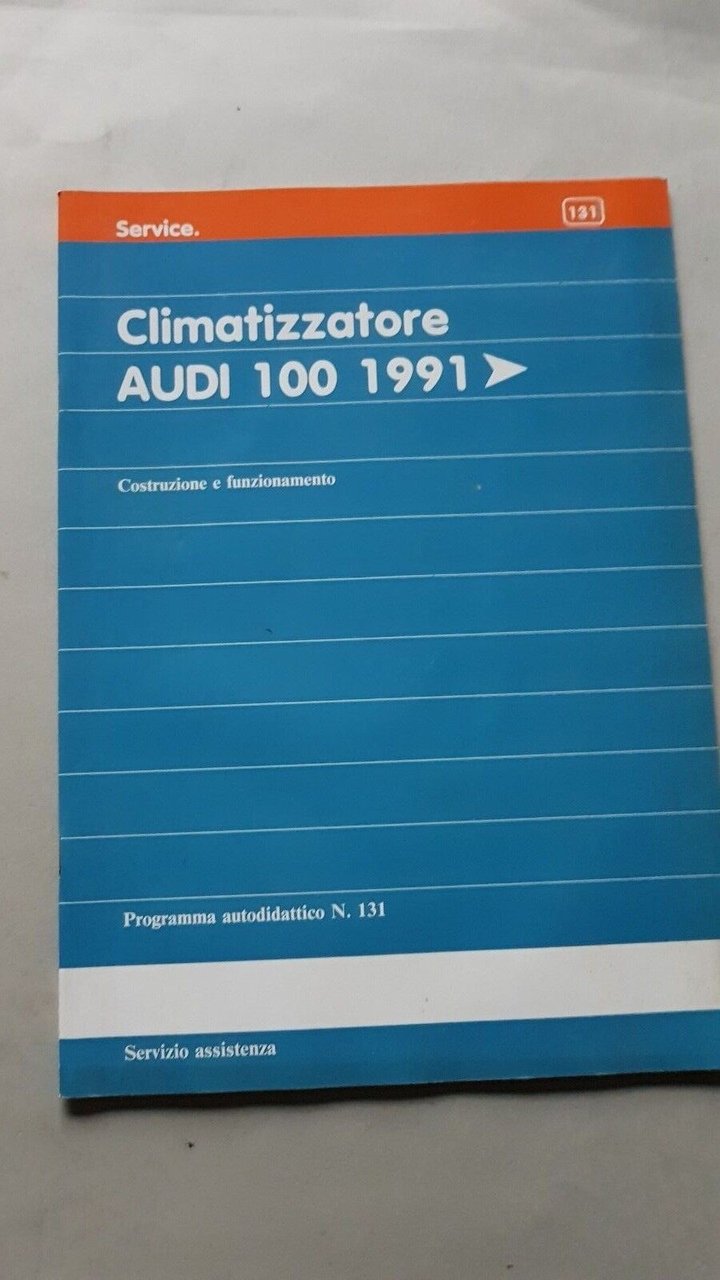 Service.
131
Climatizzatore
AUDI 100 1991 ➤
Costruzione e funzionamento
Programma autodidattico N. 131
Servizio assistenza